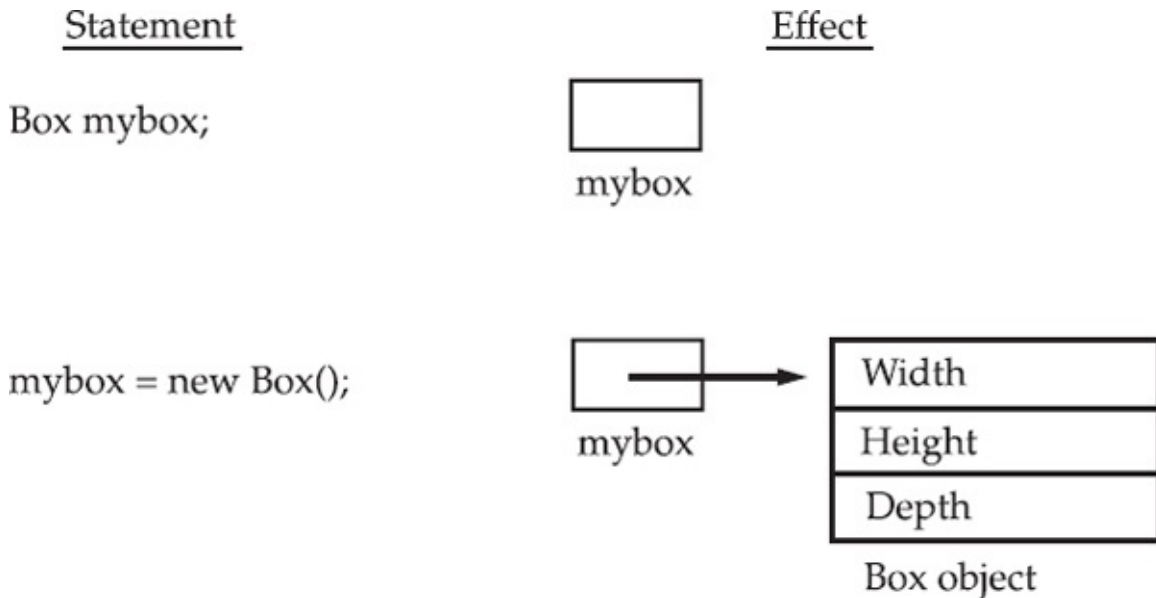 Statement
Effect
Box mybox;
mybox
mybox = new Box();
mybox
Width
Height
Depth
Box object